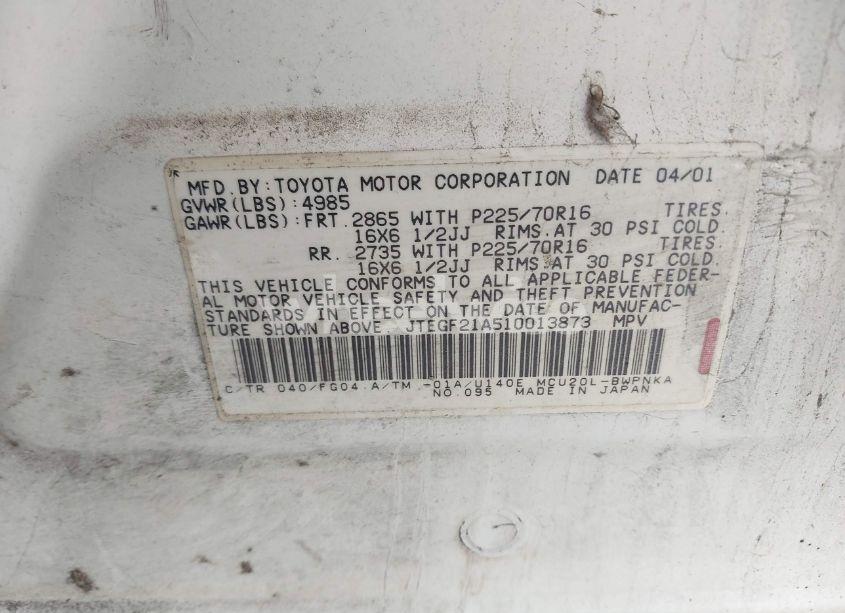 MFD. BY: TOYOTA MOTOR CORPORATION DATE 04/01
GVWR(LBS):4985
GAWR(LBS):FRT. 2865 WITH P225/70R16 TIRES
16X6 1/2JJ RIMS.AT 30 PSI COLD
RR. 2735 WITH P225/70R16 TIRES
16X6 1/2JJ RIMS.AT 30 PSI COLD.
THIS VEHICLE CONFORMS TO ALL APPLICABLE FEDER-
AL MOTOR VEHICLE SAFETY AND THEFT PREVENTION
STANDARDS IN EFFECT ON THE DATE OF MANUFAC-
TURE SHOWN ABOVE. JTEGF21A510013873 MPV
C/TR 040/FG04 A/TM -01A/U140E MCU20L-BWPNKA
NO.095 MADE IN JAPAN